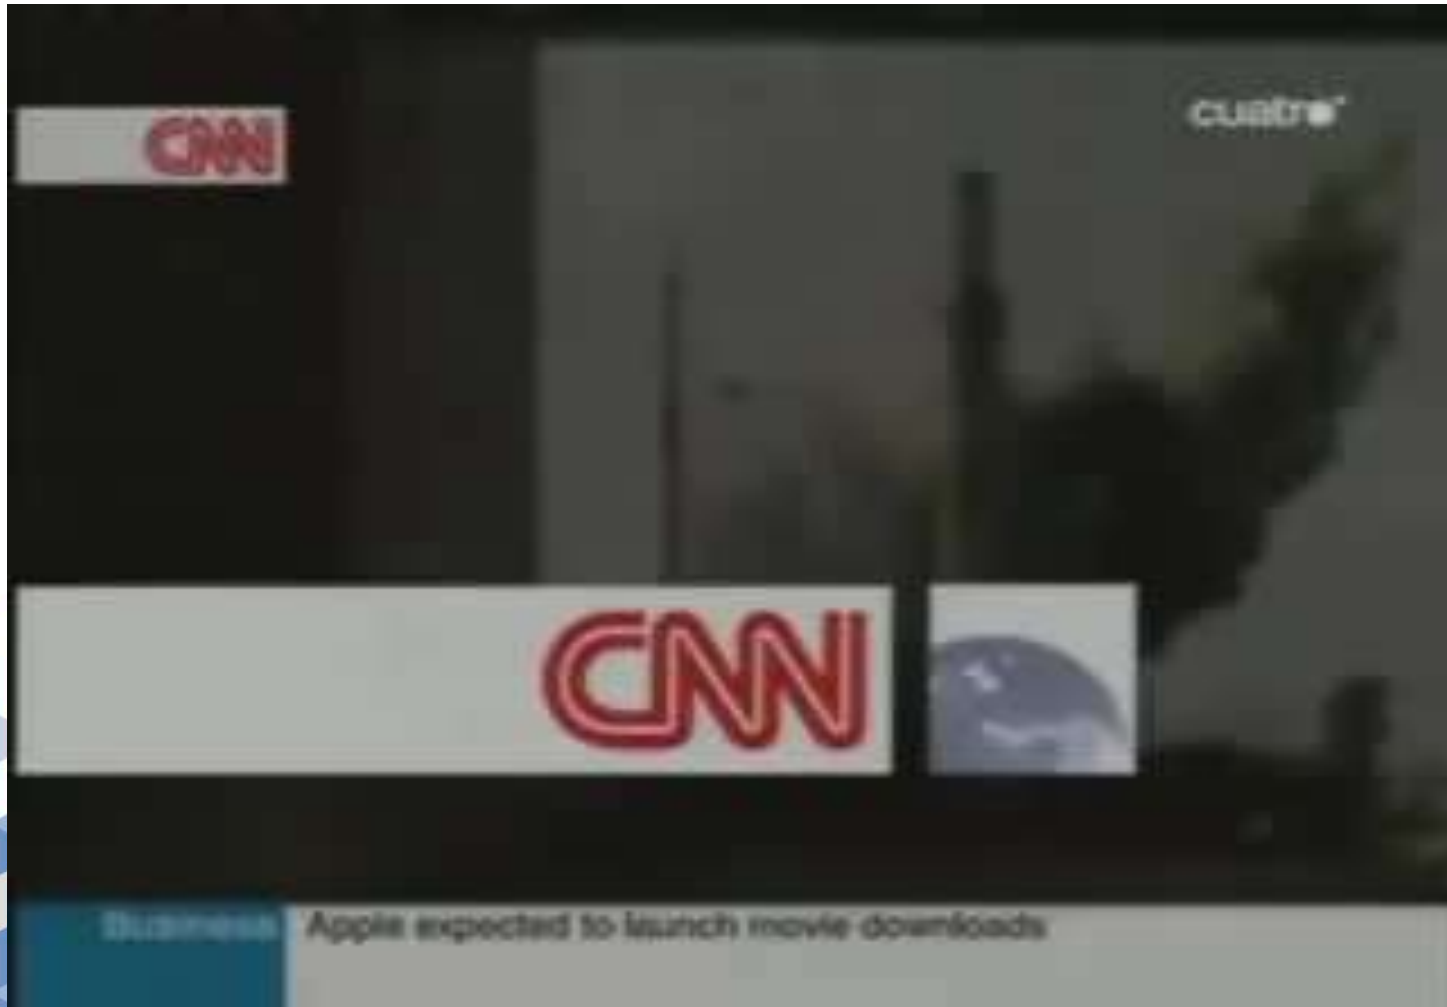 CNN
cuatro
CNN
Business
Apple expected to launch movie downloads